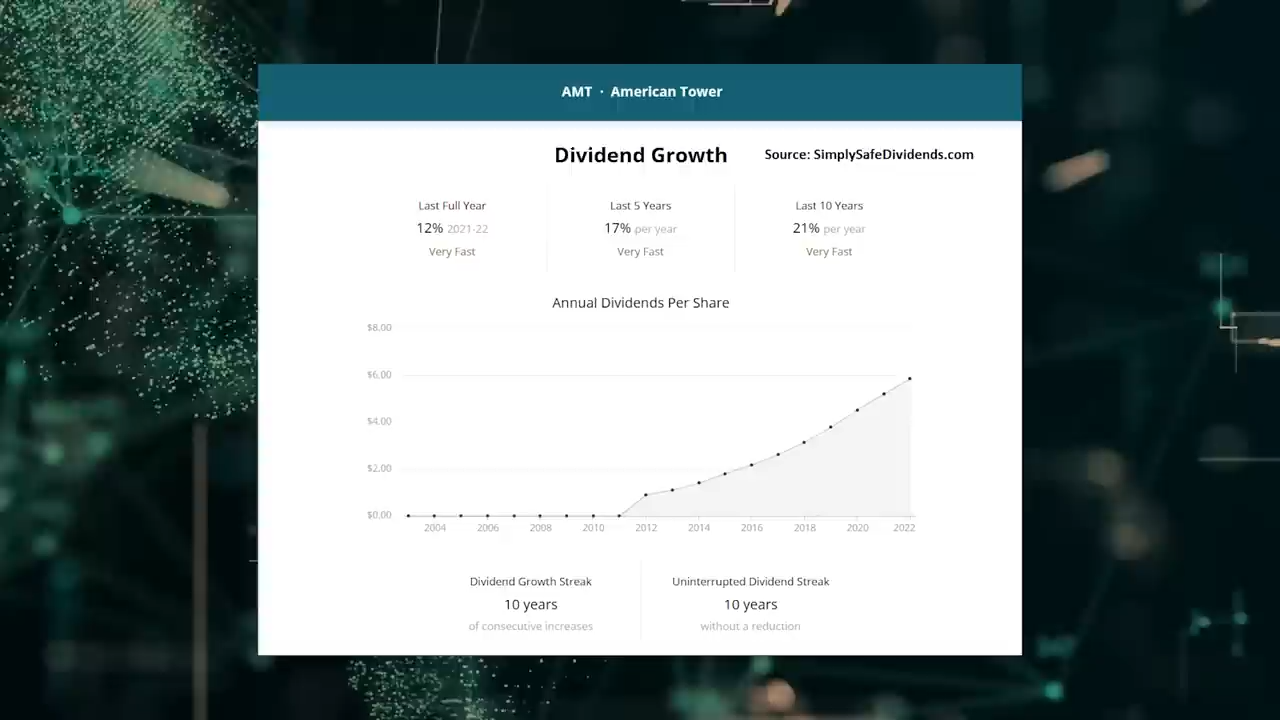 AMT · American Tower
Dividend Growth
Source: SimplySafeDividends.com
Last Full Year
12% 2021-22
Very Fast
Last 5 Years
17% per year
Very Fast
Last 10 Years
21% per year
Very Fast
Annual Dividends Per Share
$8.00
$6.00
$4.00
$2.00
$0.00
2004 2006 2008 2010 2012 2014 2016 2018 2020 2022
Dividend Growth Streak
10 years
of consecutive increases
Uninterrupted Dividend Streak
10 years
without a reduction